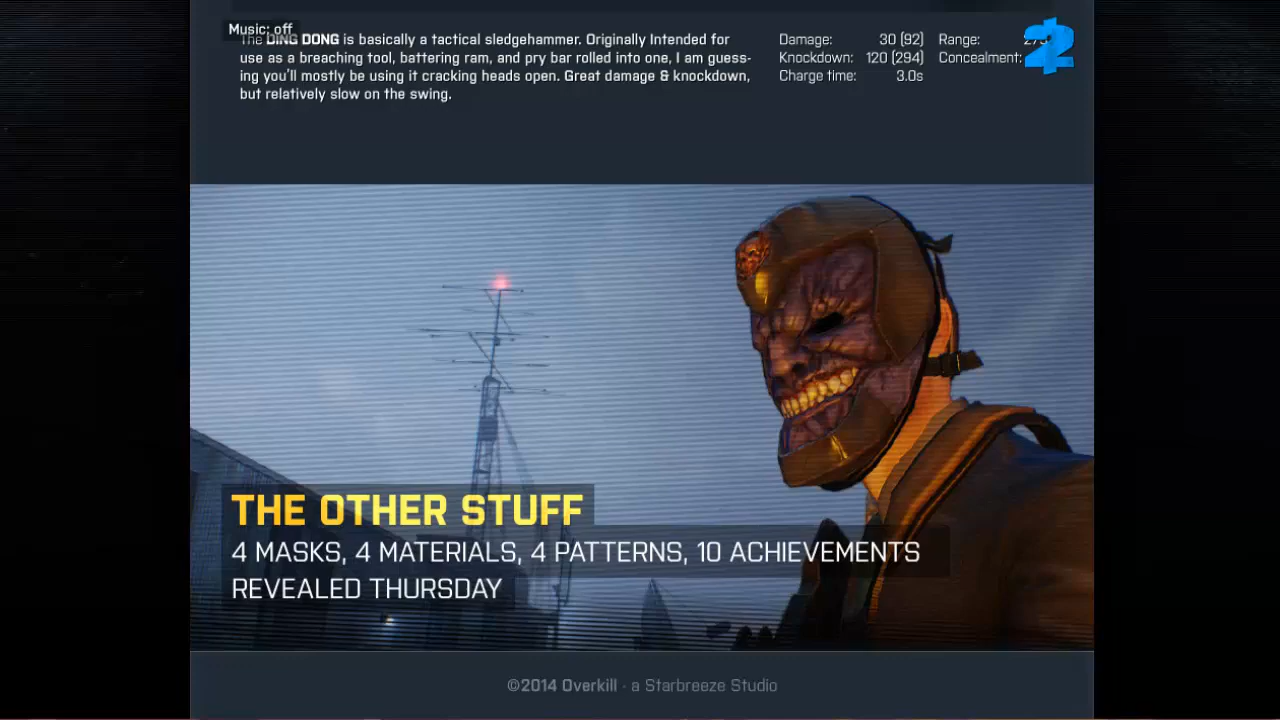 Music: off
The DING DONG is basically a tactical sledgehammer. Originally Intended for
use as a breaching tool, battering ram, and pry bar rolled into one, I am guess-
ing you'll mostly be using it cracking heads open. Great damage & knockdown,
but relatively slow on the swing.
Damage: 30 (92)
Knockdown: 120 (294)
Charge time: 3.0s
Range:
Concealment:
2
THE OTHER STUFF
4 MASKS, 4 MATERIALS, 4 PATTERNS, 10 ACHIEVEMENTS
REVEALED THURSDAY
©2014 Overkill - a Starbreeze Studio